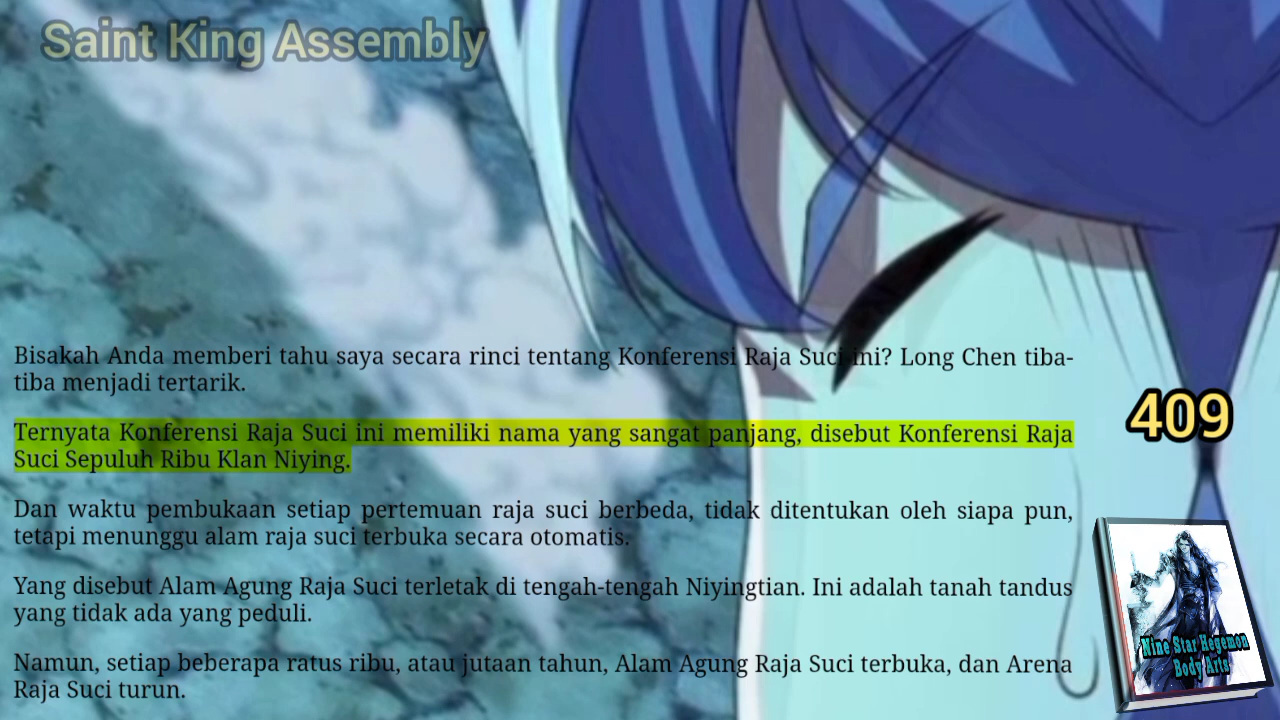 Saint King Assembly
Bisakah Anda memberi tahu saya secara rinci tentang Konferensi Raja Suci ini? Long Chen tiba-
tiba menjadi tertarik.
Ternyata Konferensi Raja Suci ini memiliki nama yang sangat panjang, disebut Konferensi Raja
Suci Sepuluh Ribu Klan Niying.
Dan waktu pembukaan setiap pertemuan raja suci berbeda, tidak ditentukan oleh siapa pun,
tetapi menunggu alam raja suci terbuka secara otomatis.
Yang disebut Alam Agung Raja Suci terletak di tengah-tengah Niyingtian. Ini adalah tanah tandus
yang tidak ada yang peduli.
Namun, setiap beberapa ratus ribu, atau jutaan tahun, Alam Agung Raja Suci terbuka, dan Arena
Raja Suci turun.
409
Nine Star Hegemon
Body Arts